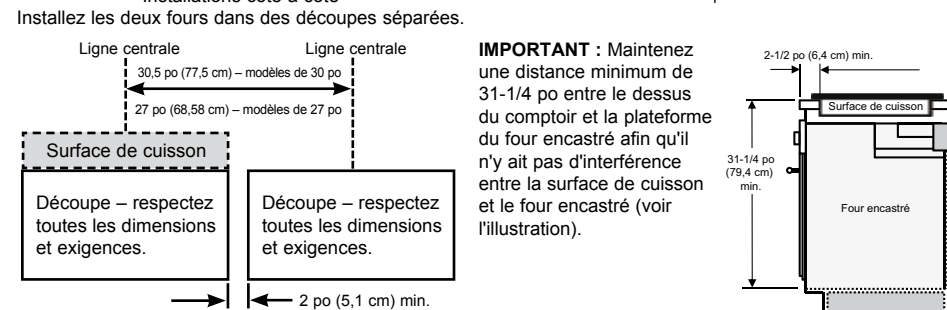 Installez les deux fours dans des découpes séparées.
Ligne centrale
Ligne centrale
30,5 po (77,5 cm) – modèles de 30 po
27 po (68,58 cm) – modèles de 27 po
Surface de cuisson
Découpe – respectez
toutes les dimensions
et exigences.
Découpe – respectez
toutes les dimensions
et exigences.
2 po (5,1 cm) min.
IMPORTANT : Maintenez
une distance minimum de
31-1/4 po entre le dessus
du comptoir et la plateforme
du four encastré afin qu'il
n'y ait pas d'interférence
entre la surface de cuisson
et le four encastré (voir
l'illustration).
2-1/2 po (6,4 cm) min.
Surface de cuisson
31-1/4 po
(79,4 cm)
min.
Four encastré